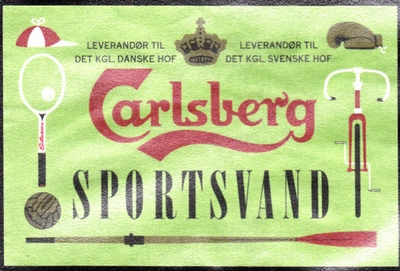 LEVERANDØR TIL
DET KGL. DANSKE HOF
LEVERANDØR TIL
DET KGL. SVENSKE HOF
Carlsberg
SPORTSVAND